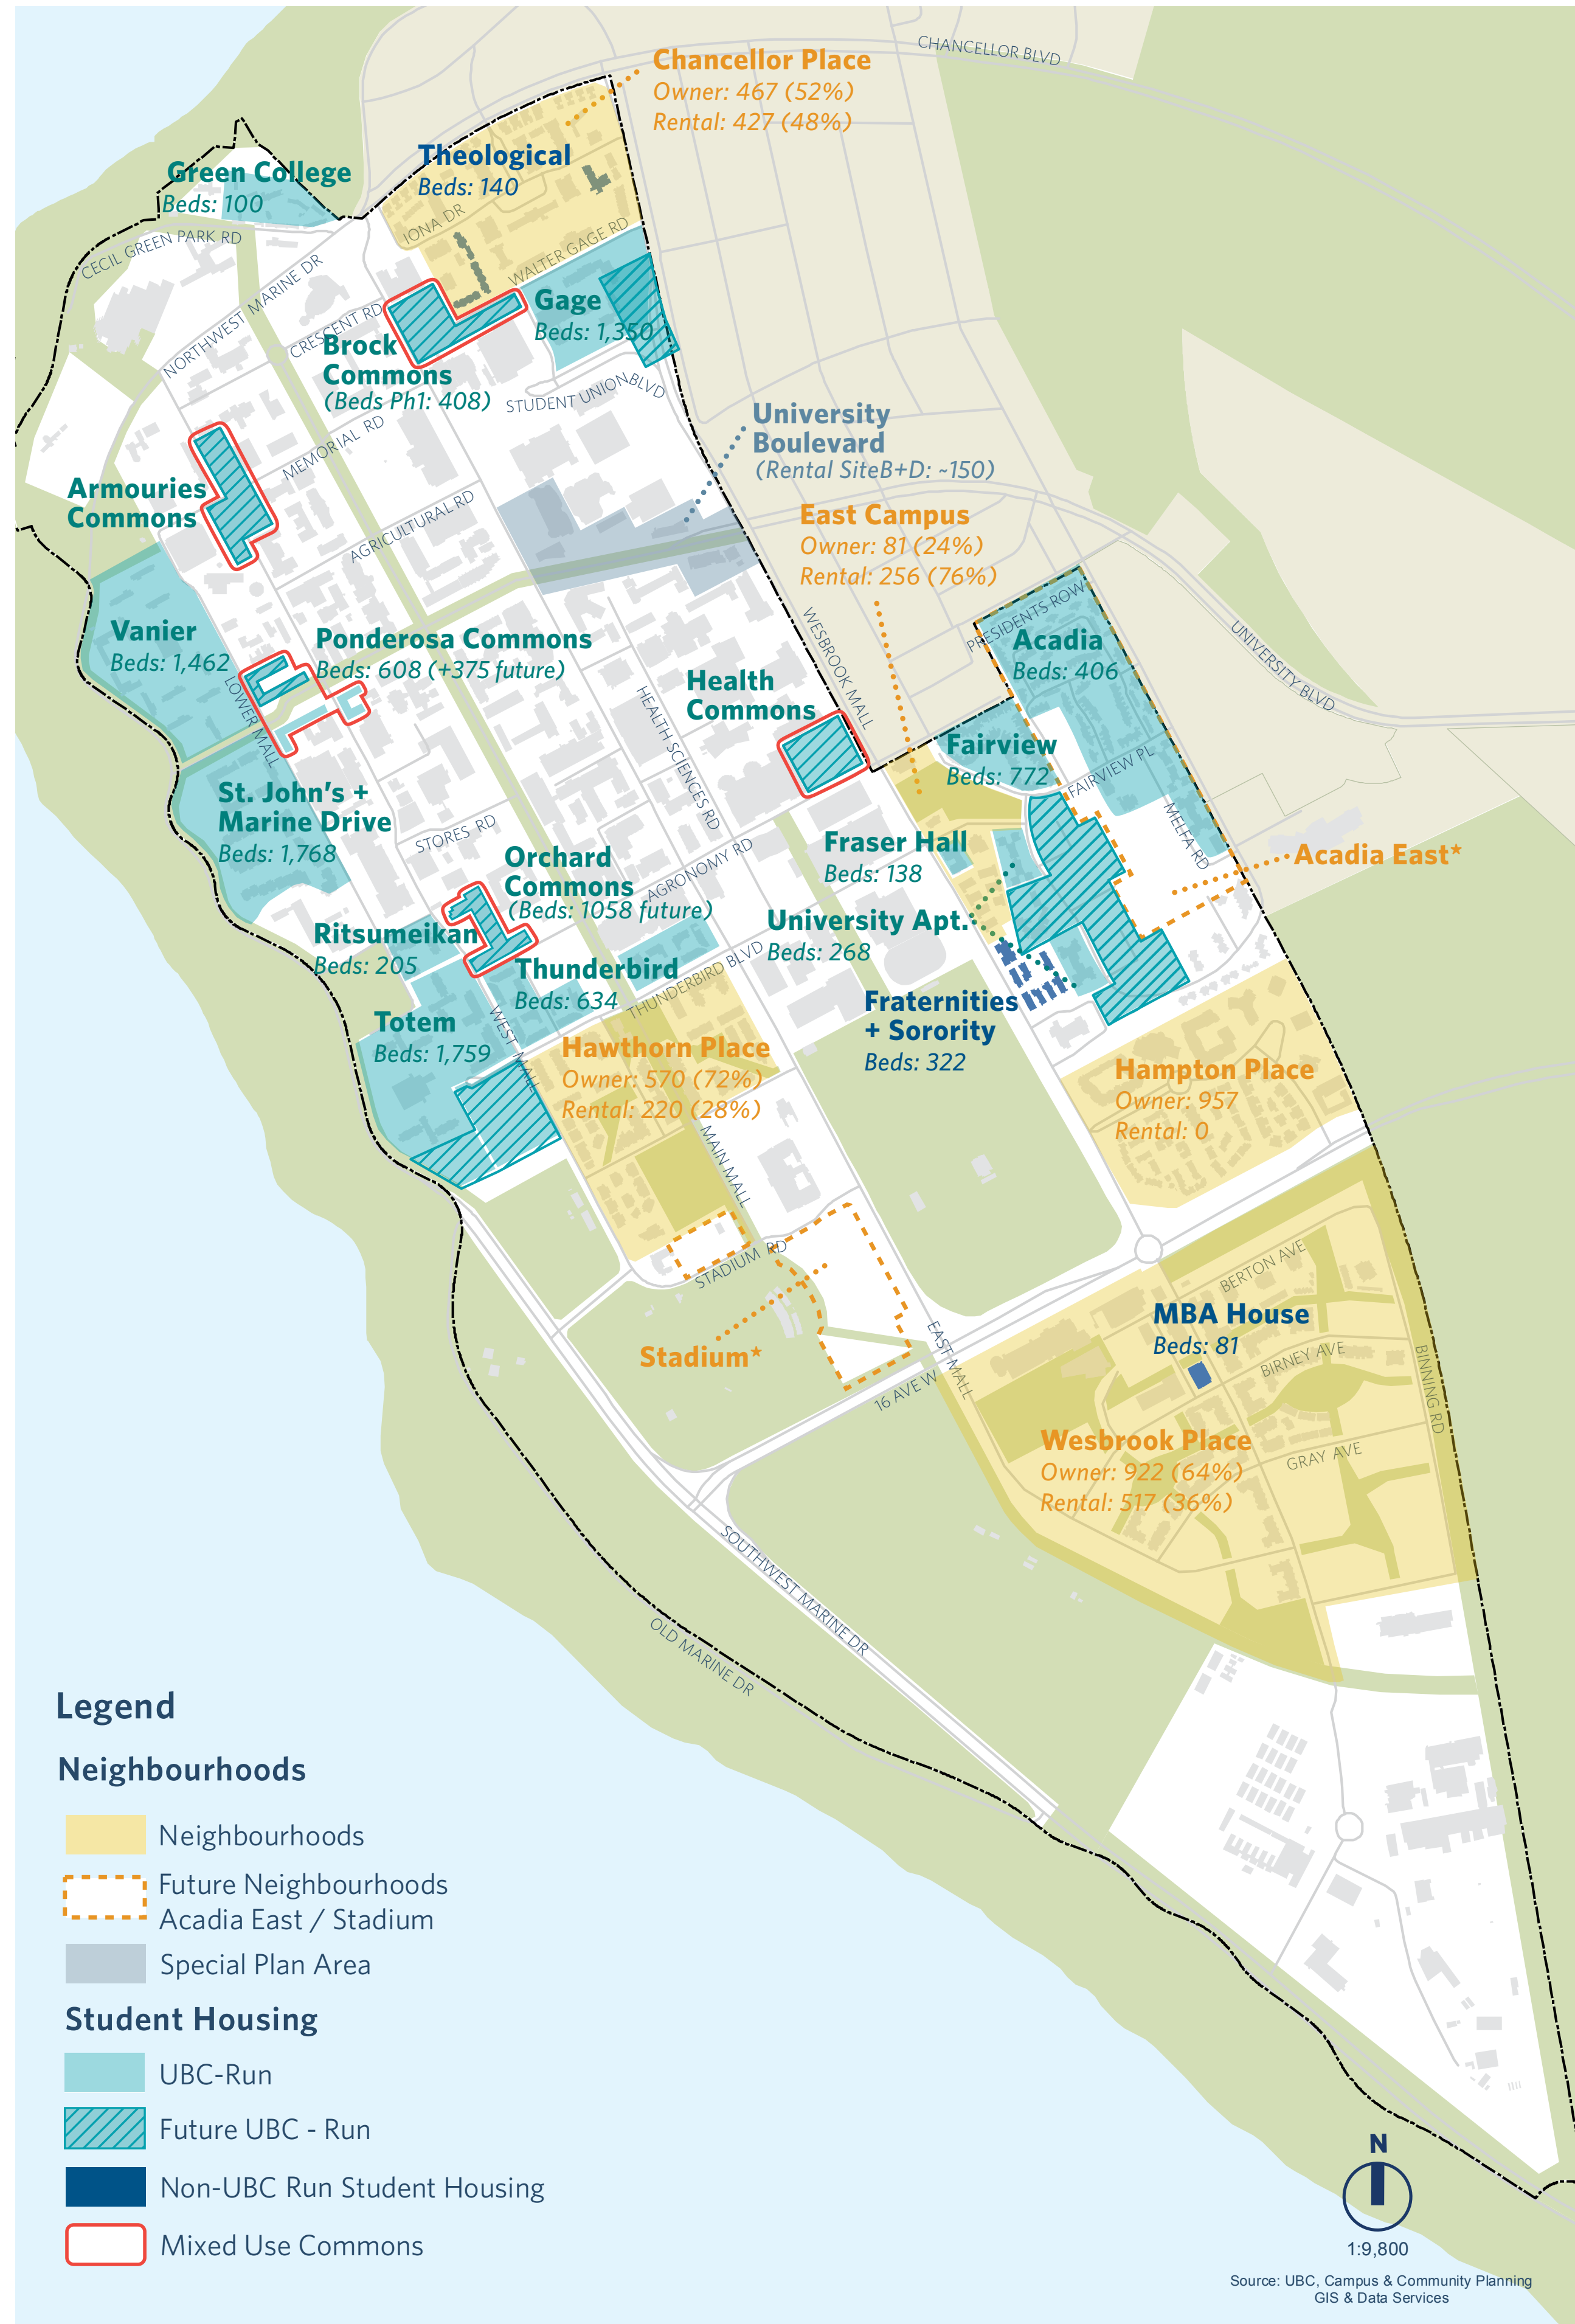 CHANCELLOR BLVD
Chancellor Place
Owner: 467 (52%)
Rental: 427 (48%)
Theological
Beds: 140
Green College
Beds: 100
IONA DR
WALTER GAGE RD
CECIL GREEN PARK RD
NORTHWEST MARINE DR
CRESCENT RD
Gage
Beds: 1,350
Brock
Commons
(Beds Ph1: 408)
STUDENT UNION BLVD
MEMORIAL RD
University
Boulevard
(Rental SiteB+D: ~150)
Armouries
Commons
AGRICULTURAL RD
East Campus
Owner: 81 (24%)
Rental: 256 (76%)
WESBROOK MALL
PRESIDENTS ROW
UNIVERSITY BLVD
Vanier
Beds: 1,462
Ponderosa Commons
Beds: 608 (+375 future)
Acadia
Beds: 406
LOWER MALL
HEALTH SCIENCES RD
Health
Commons
Fairview
Beds: 772
FAIRVIEW PL
St. John's +
Marine Drive
Beds: 1,768
STORES RD
MELFA RD
Fraser Hall
Beds: 138
Acadia East*
Orchard
Commons
(Beds: 1058 future)
AGRONOMY RD
University Apt.
Beds: 268
Ritsumeikan
Beds: 205
Thunderbird
Beds: 634
THUNDERBIRD BLVD
Fraternities
+ Sorority
Beds: 322
Totem
Beds: 1,759
WEST MALL
Hawthorn Place
Owner: 570 (72%)
Rental: 220 (28%)
Hampton Place
Owner: 957
Rental: 0
MAIN MALL
STADIUM RD
BERTON AVE
MBA House
Beds: 81
Stadium*
EAST MALL
BIRNEY AVE
BINNING RD
16 AVE W
Wesbrook Place
Owner: 922 (64%)
Rental: 517 (36%)
GRAY AVE
SOUTHWEST MARINE DR
OLD MARINE DR
Legend
Neighbourhoods
Neighbourhoods
Future Neighbourhoods
Acadia East / Stadium
Special Plan Area
Student Housing
UBC-Run
Future UBC - Run
Non-UBC Run Student Housing
Mixed Use Commons
N
1:9,800
Source: UBC, Campus & Community Planning
GIS & Data Services